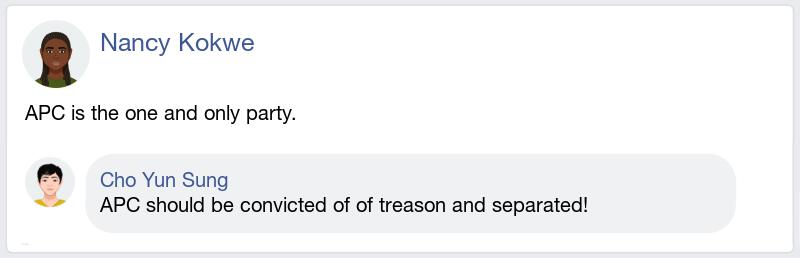 Nancy Kokwe
APC is the one and only party.
Cho Yun Sung
APC should be convicted of of treason and separated!